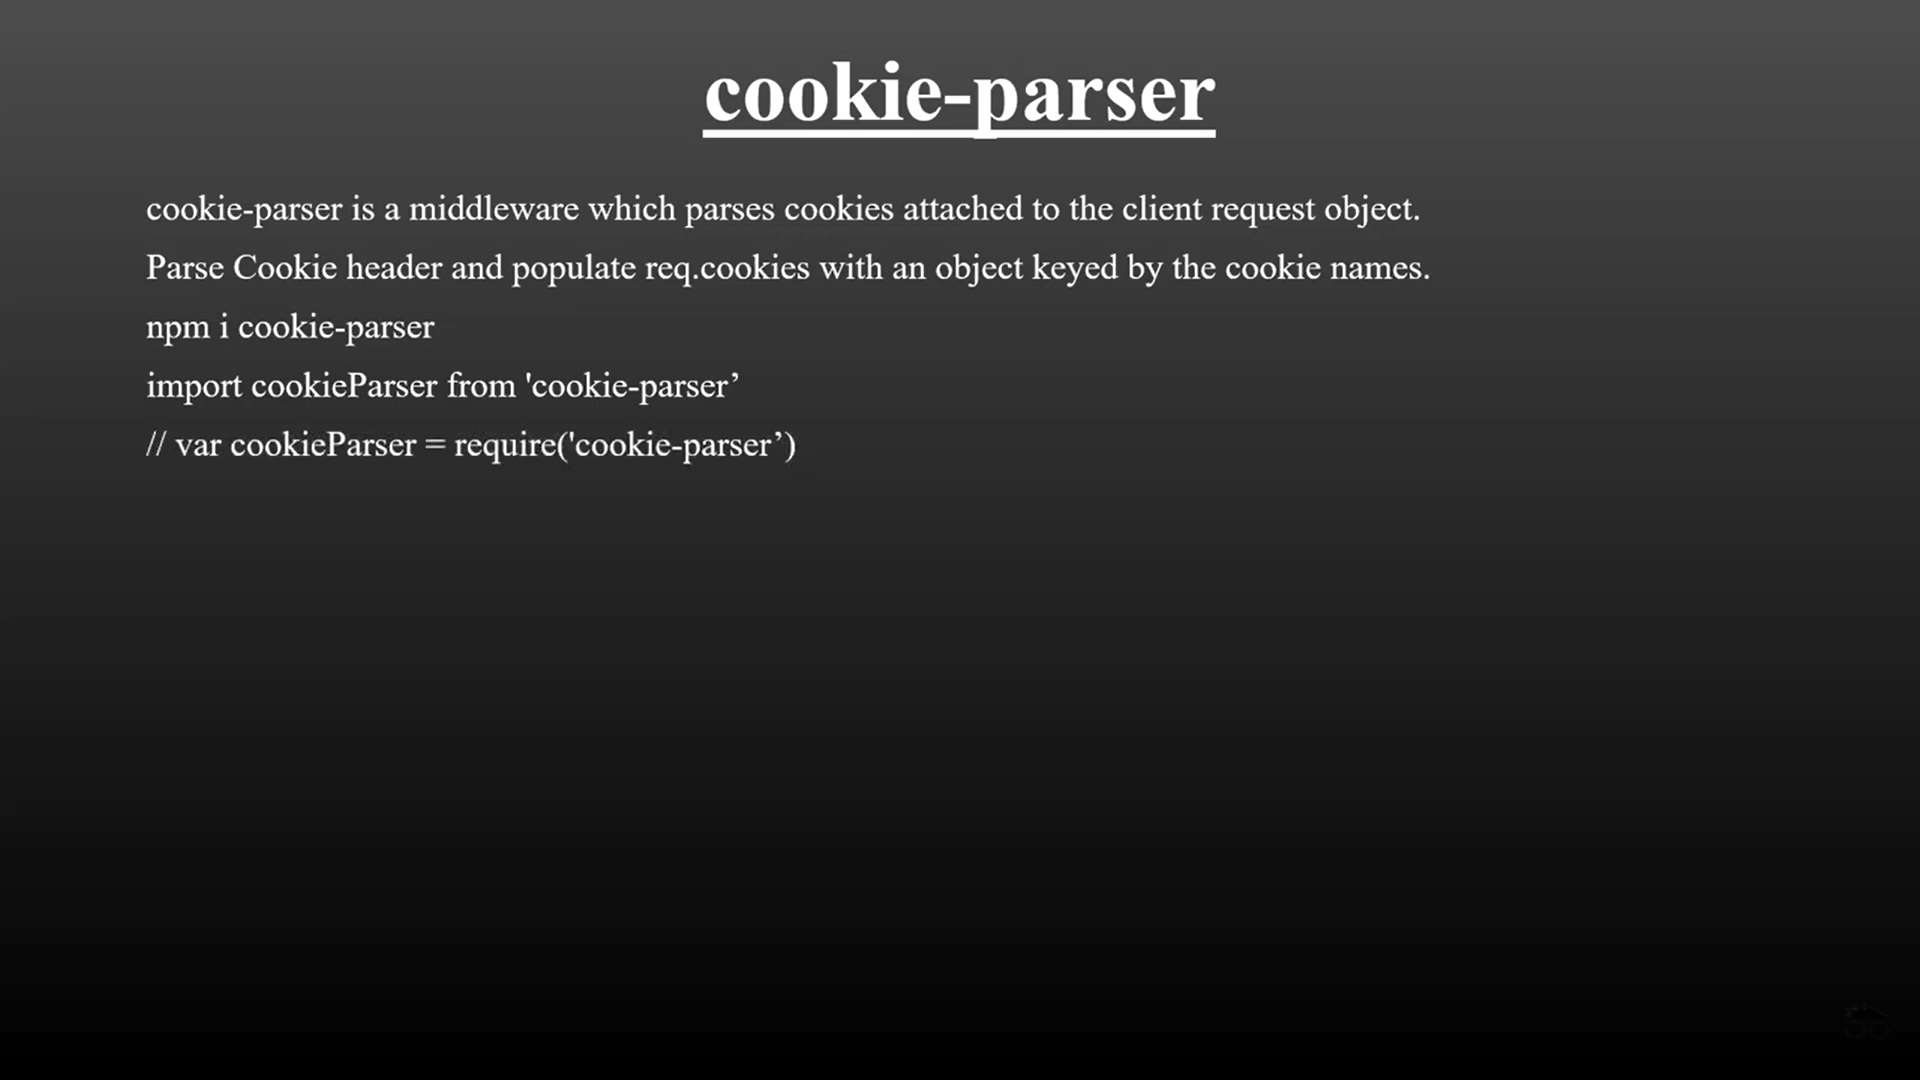 cookie-parser
cookie-parser is a middleware which parses cookies attached to the client request object.
Parse Cookie header and populate req.cookies with an object keyed by the cookie names.
npm i cookie-parser
import cookieParser from 'cookie-parser’
// var cookieParser = require('cookie-parser’)